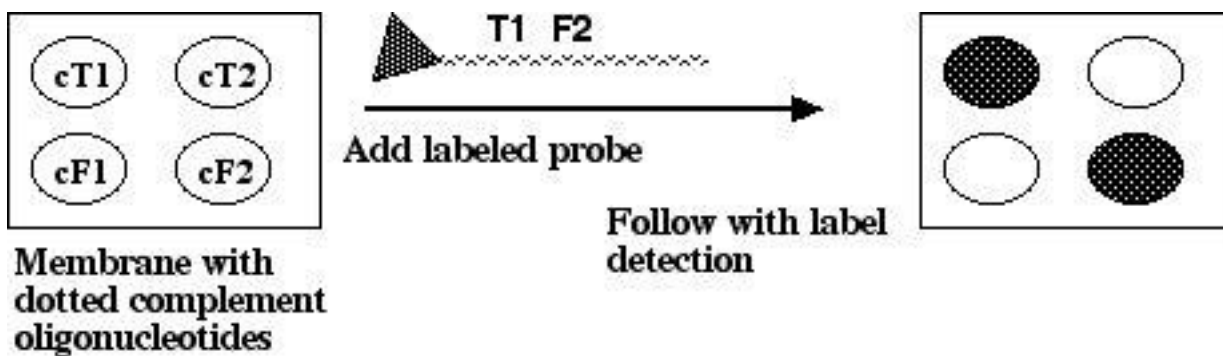 T1 F2
cT1 cT2
cF1 cF2
Add labeled probe
Follow with label
detection
Membrane with
dotted complement
oligonucleotides